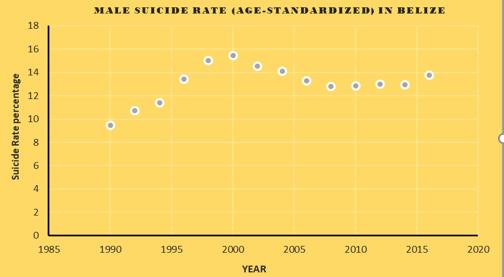 MALE SUICIDE RATE (AGE-STANDARDIZED) IN BELIZE
Suicide Rate percentage
18
16
14
12
10
8
6
4
2
0
1985 1990 1995 2000 2005 2010 2015 2020
YEAR